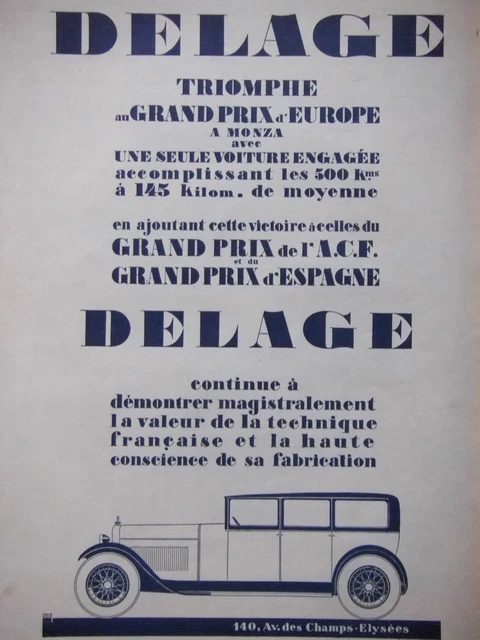 DELAGE
TRIOMPHE
au GRAND PRIX d'EUROPE
A MONZA
avec
UNE SEULE VOITURE ENGAGÉE
accomplissant les 500 Kms
à 145 Kilom. de moyenne
en ajoutant cette victoire à celles du
GRAND PRIX de l'A.C.F.
et du
GRAND PRIX d'ESPAGNE
DELAGE
continue à
démontrer magistralement
la valeur de la technique
française et la haute
conscience de sa fabrication
140, Av. des Champs-Elysées